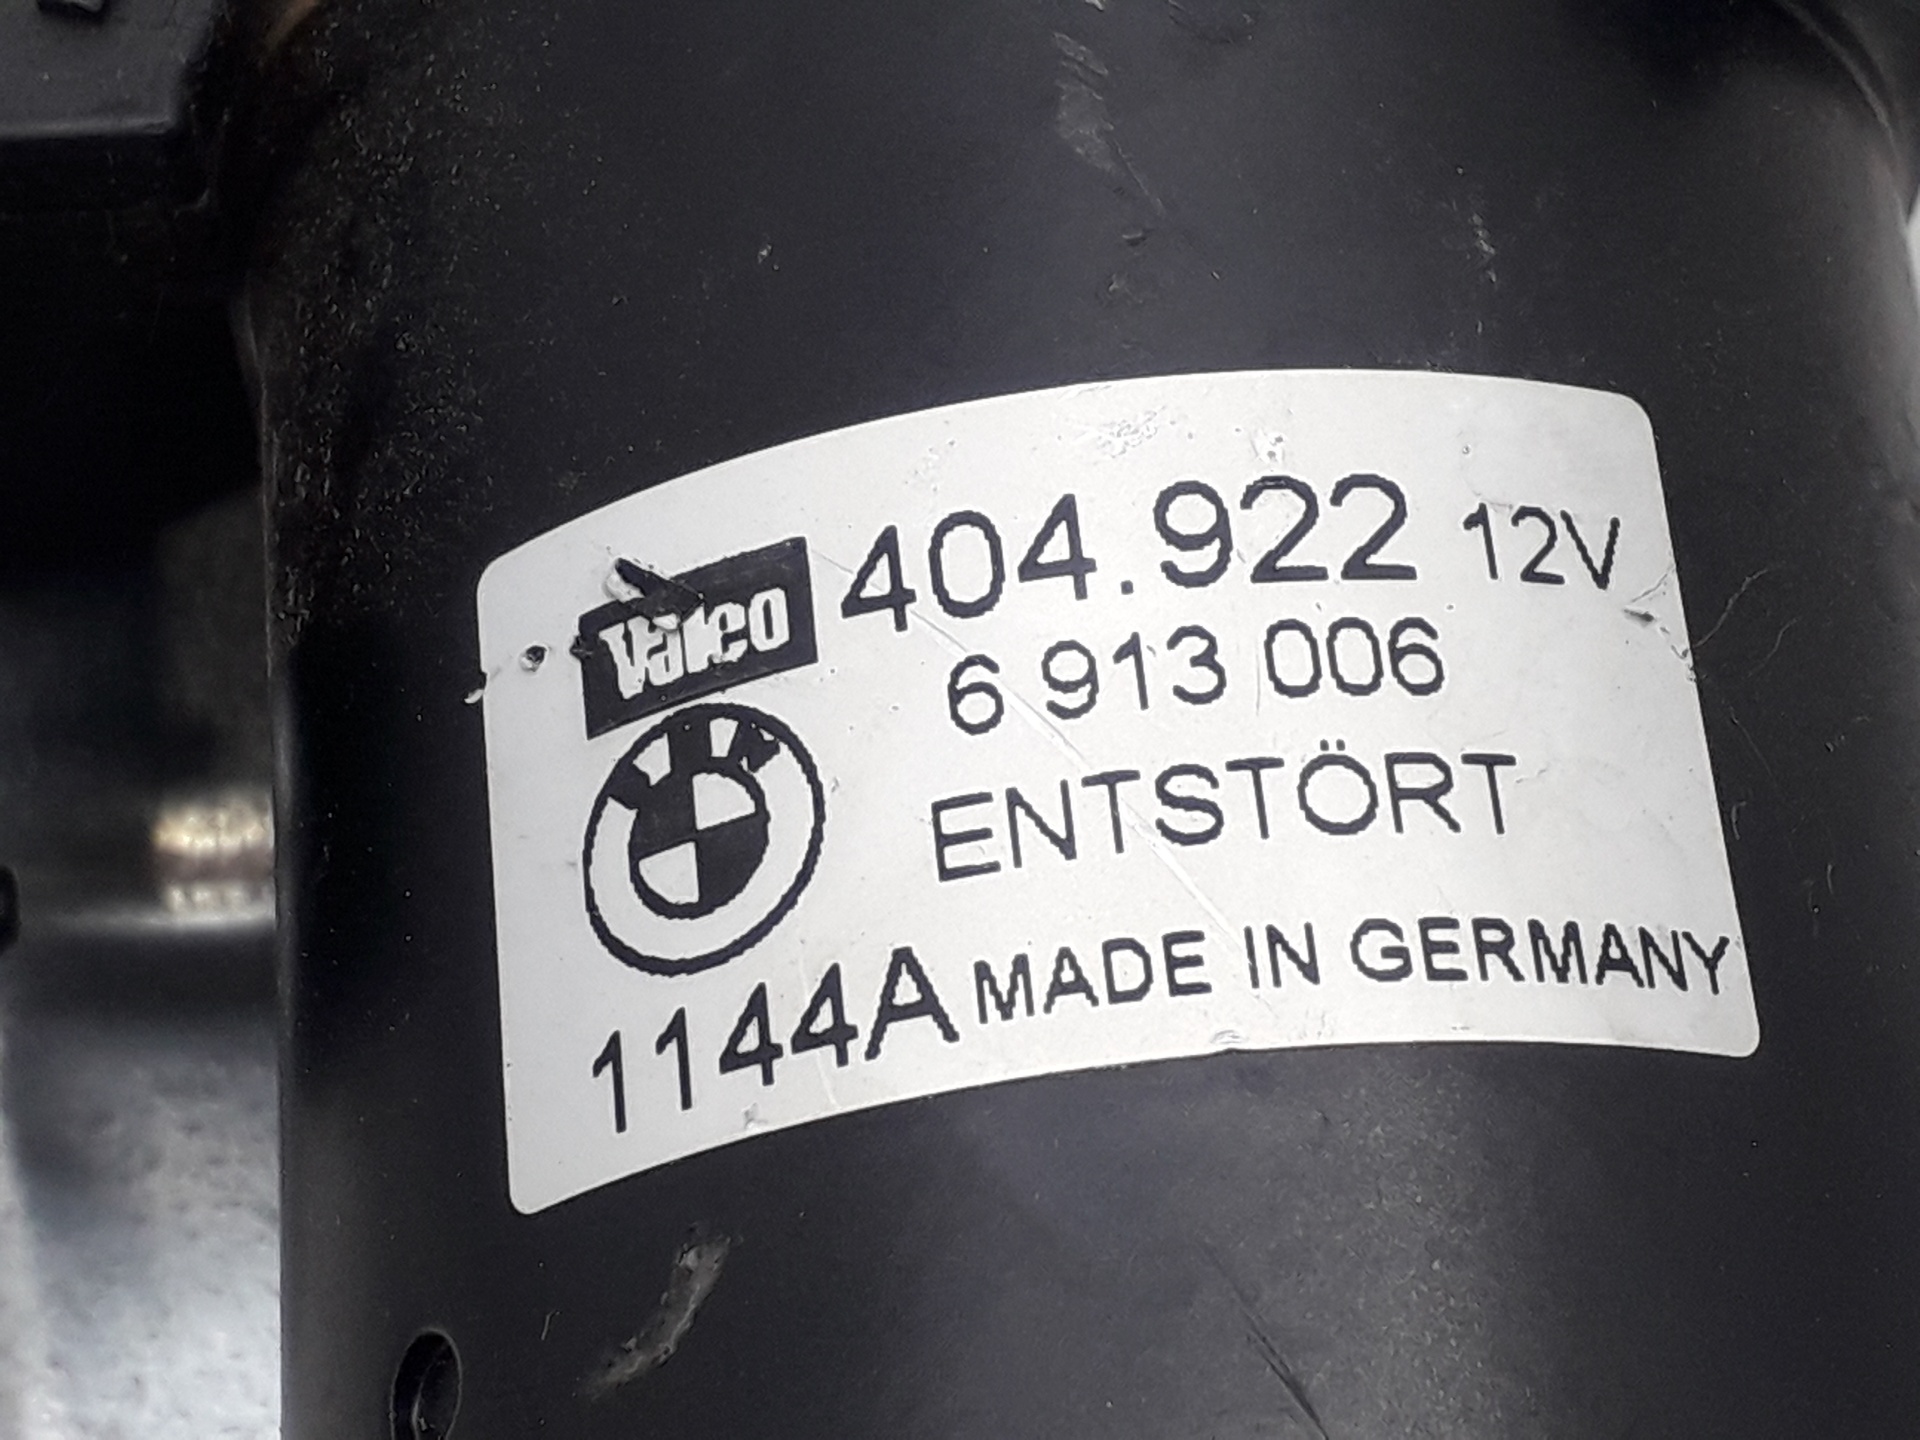 Valeo 404.922 12V
6 913 006
ENTSTÖRT
1144A MADE IN GERMANY